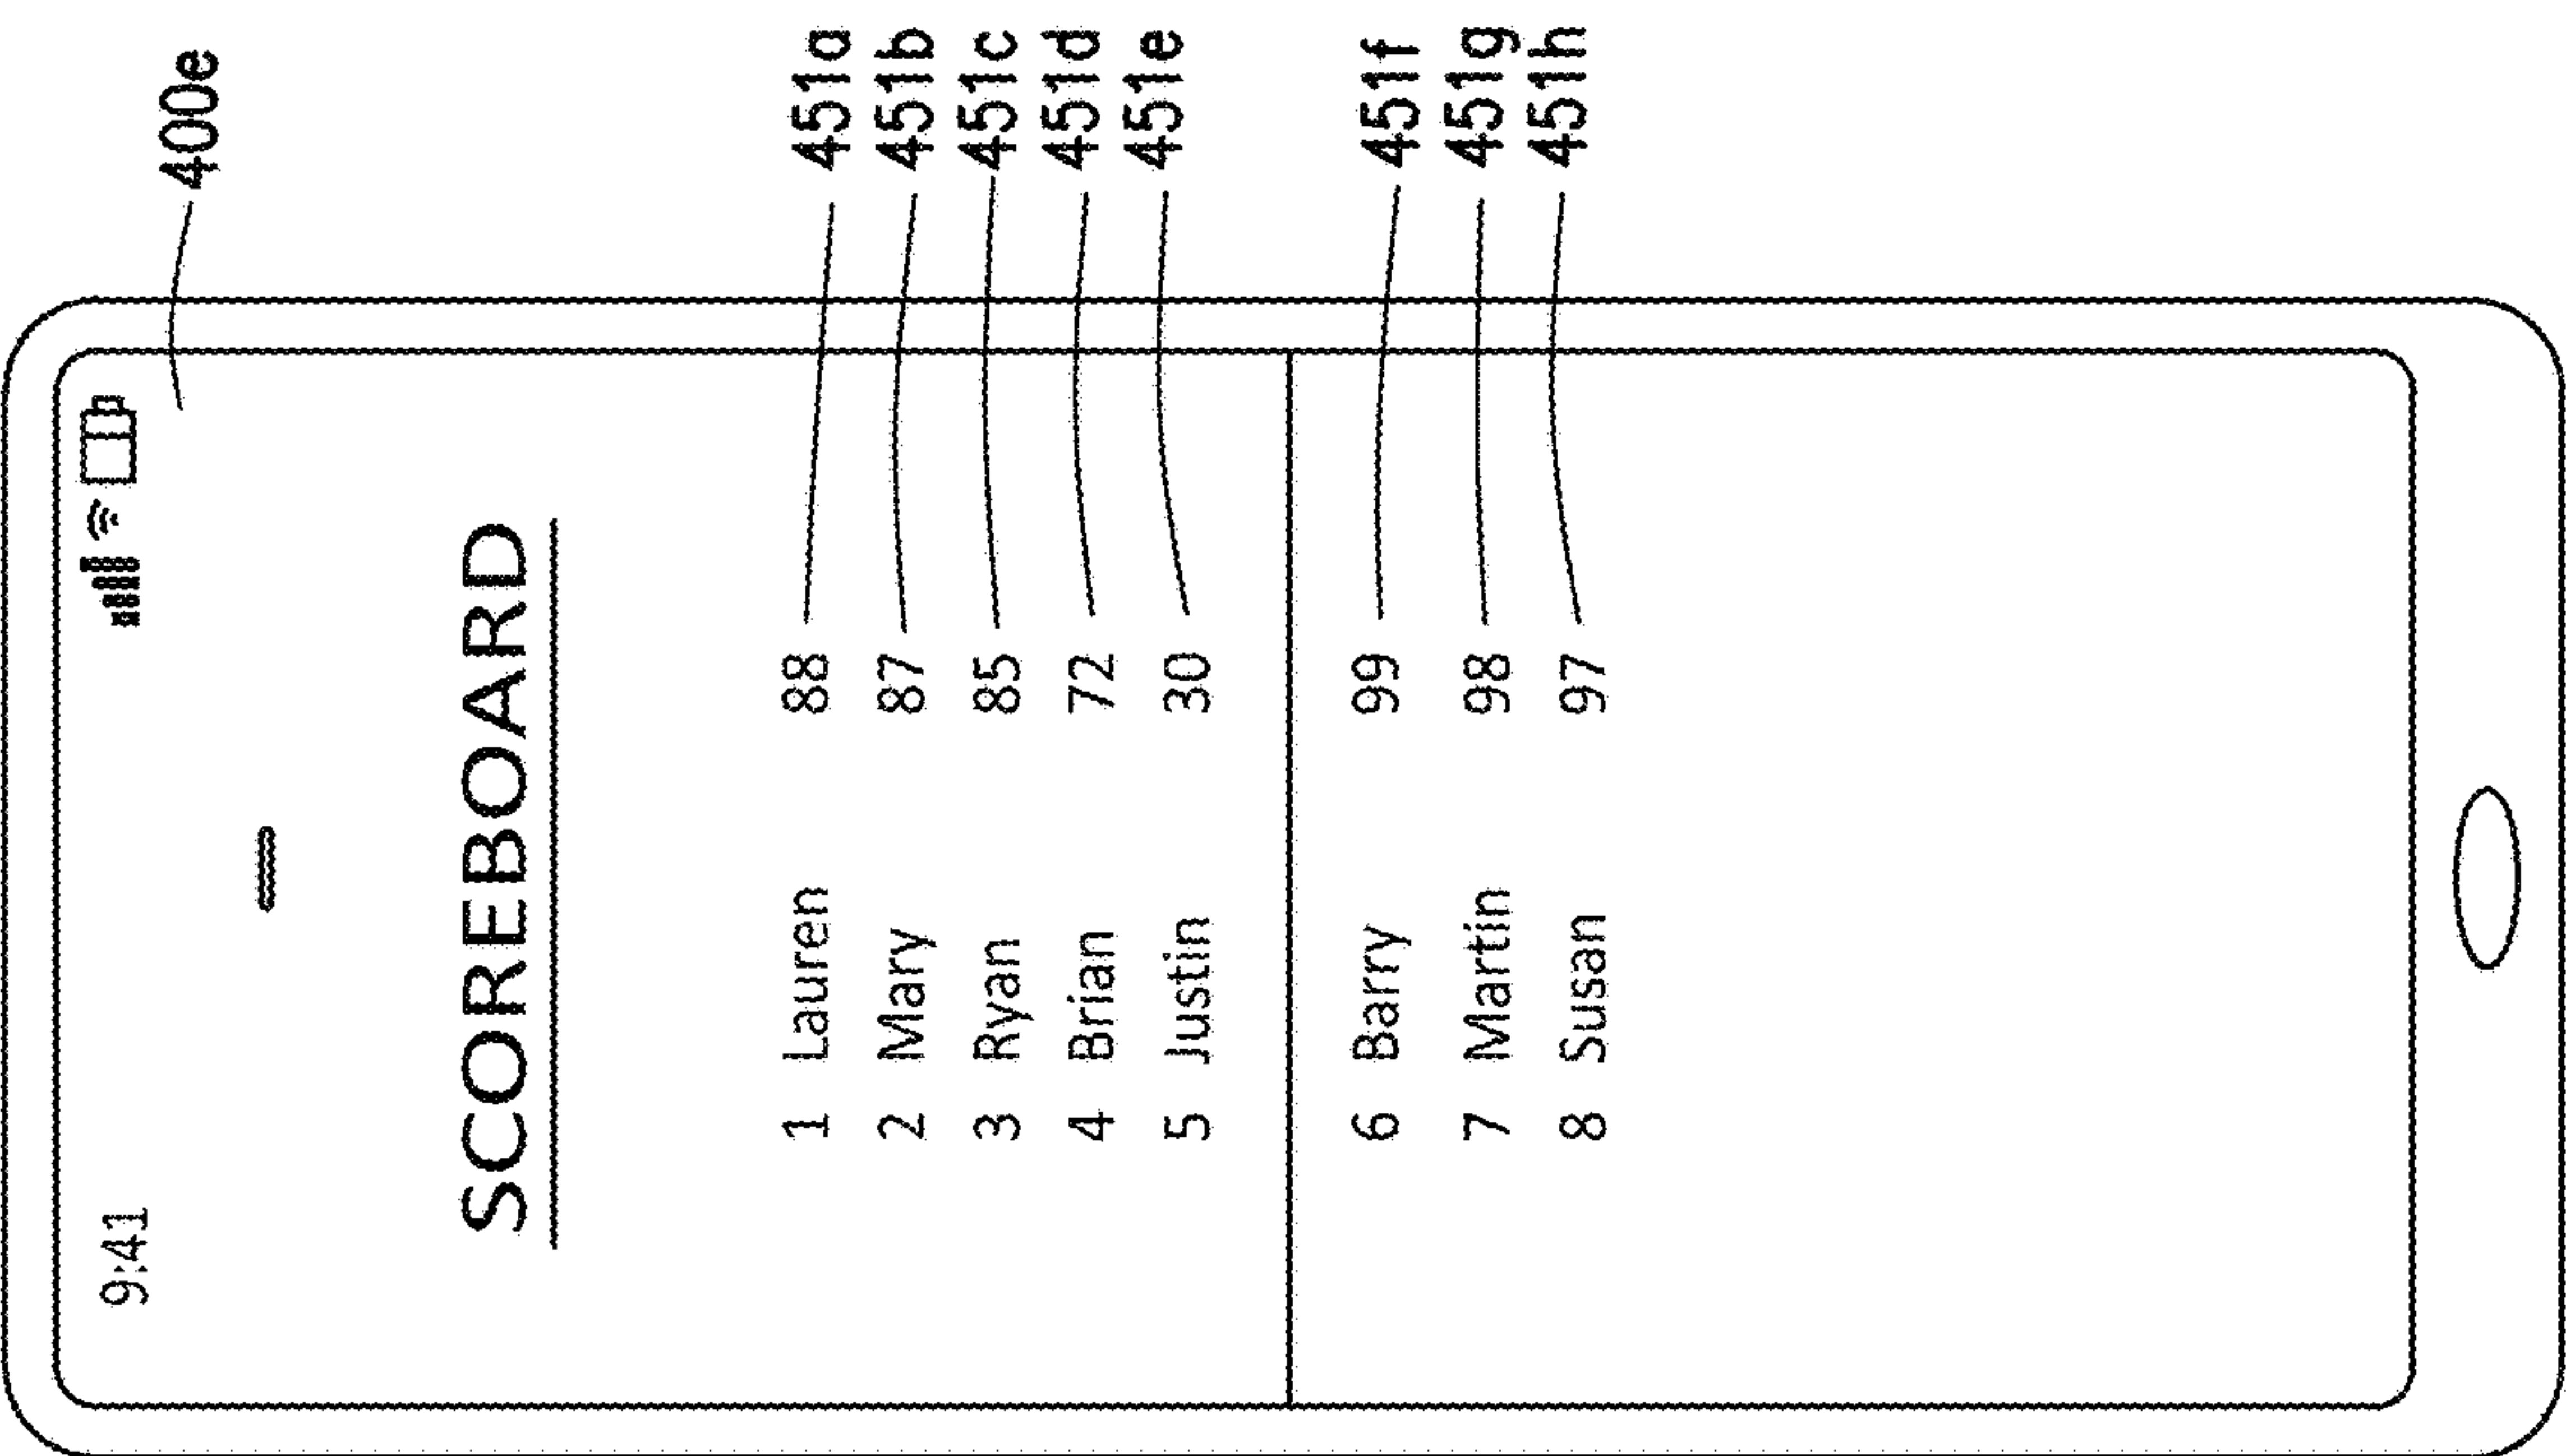 9:41
400e
SCOREBOARD
1 Lauren 88 451a
2 Mary 87 451b
3 Ryan 85 451c
4 Brian 72 451d
5 Justin 30 451e
6 Barry 99 451f
7 Martin 98 451g
8 Susan 97 451h